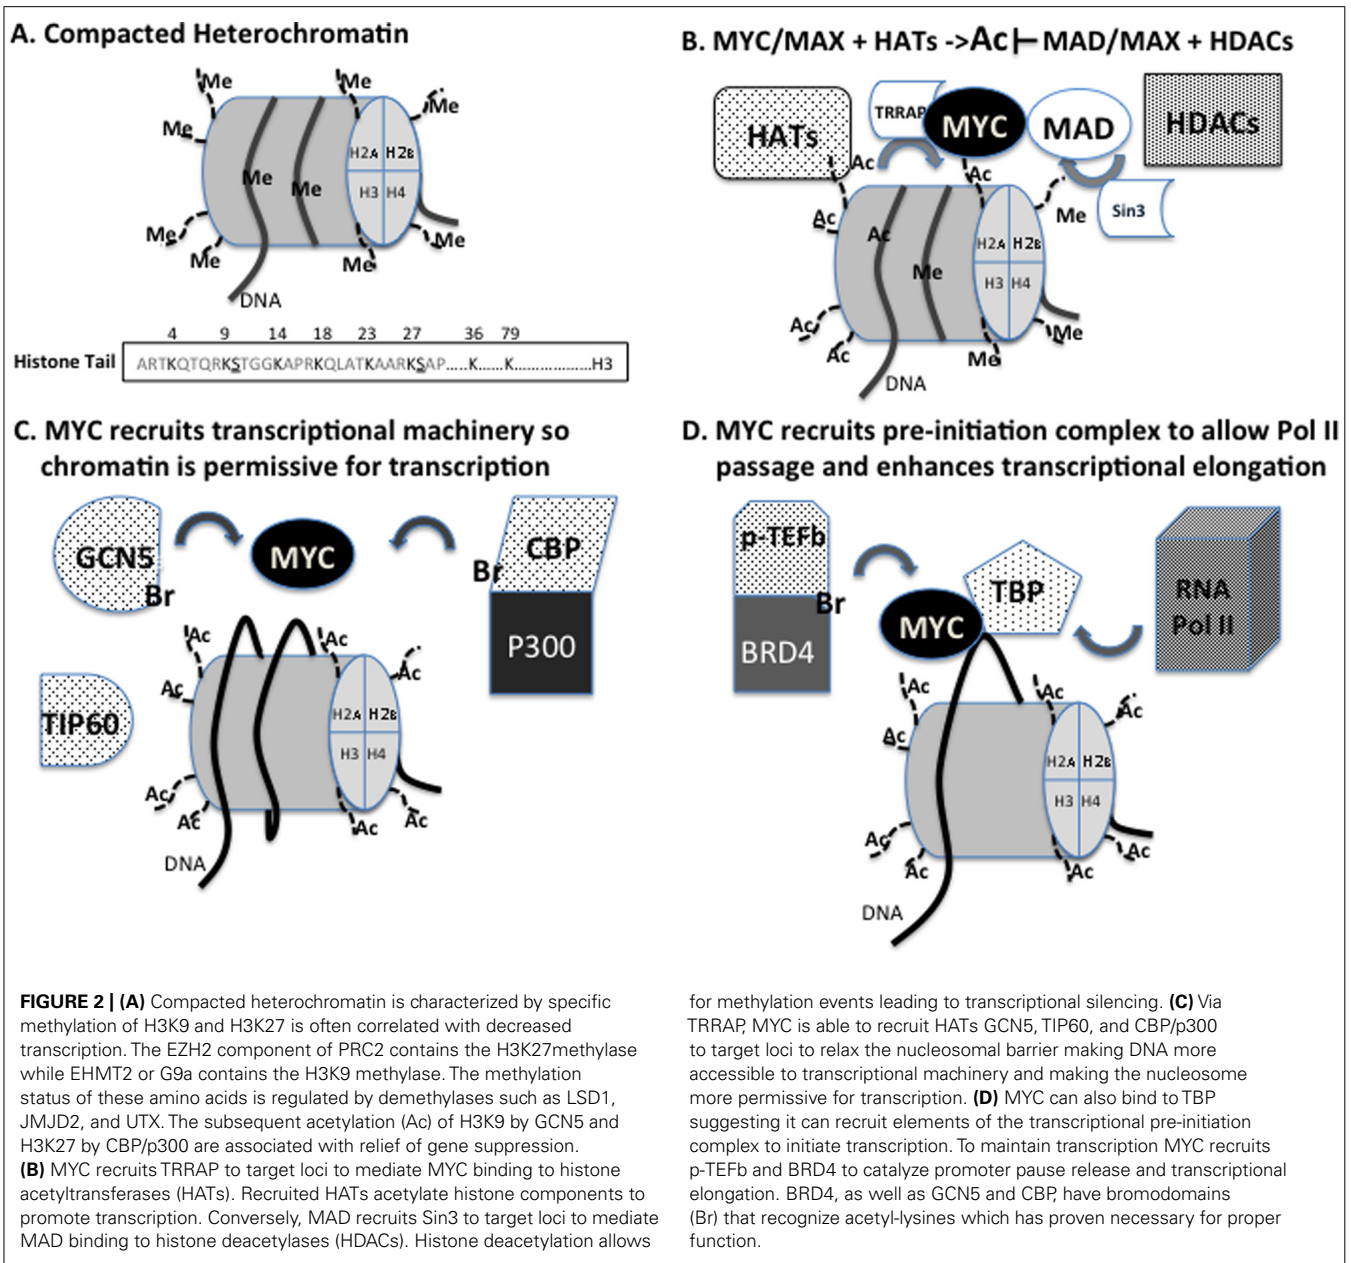 A. Compacted Heterochromatin
Me
Me
Me
Me
Me
Me
H2A H2B
H3 H4
Me
Me
Me
Me
DNA
4 9 14 18 23 27 36 79
Histone Tail ARTKQTQRKSTGGKAPRKQLATKAARKSAP.....K......K..................H3
B. MYC/MAX + HATs ->Ac|– MAD/MAX + HDACs
HATs
TRRAP
MYC
MAD
HDACs
Sin3
Ac
Ac
Me
Ac
Ac
Me
H2A H2B
H3 H4
Ac
Ac
Me
Me
DNA
C. MYC recruits transcriptional machinery so
chromatin is permissive for transcription
GCN5
Br
MYC
Br
CBP
P300
TIP60
Ac
Ac
Ac
Ac
H2A H2B
H3 H4
Ac
Ac
Ac
Ac
DNA
D. MYC recruits pre-initiation complex to allow Pol II
passage and enhances transcriptional elongation
p-TEFb
Br
BRD4
MYC
TBP
RNA
Pol II
Ac
Ac
Ac
Ac
H2A H2B
H3 H4
Ac
Ac
Ac
Ac
DNA
FIGURE 2 | (A) Compacted heterochromatin is characterized by specific
methylation of H3K9 and H3K27 is often correlated with decreased
transcription. The EZH2 component of PRC2 contains the H3K27methylase
while EHMT2 or G9a contains the H3K9 methylase. The methylation
status of these amino acids is regulated by demethylases such as LSD1,
JMJD2, and UTX. The subsequent acetylation (Ac) of H3K9 by GCN5 and
H3K27 by CBP/p300 are associated with relief of gene suppression.
(B) MYC recruits TRRAP to target loci to mediate MYC binding to histone
acetyltransferases (HATs). Recruited HATs acetylate histone components to
promote transcription. Conversely, MAD recruits Sin3 to target loci to mediate
MAD binding to histone deacetylases (HDACs). Histone deacetylation allows
for methylation events leading to transcriptional silencing. (C) Via
TRRAP, MYC is able to recruit HATs GCN5, TIP60, and CBP/p300
to target loci to relax the nucleosomal barrier making DNA more
accessible to transcriptional machinery and making the nucleosome
more permissive for transcription. (D) MYC can also bind to TBP
suggesting it can recruit elements of the transcriptional pre-initiation
complex to initiate transcription. To maintain transcription MYC recruits
p-TEFb and BRD4 to catalyze promoter pause release and transcriptional
elongation. BRD4, as well as GCN5 and CBP, have bromodomains
(Br) that recognize acetyl-lysines which has proven necessary for proper
function.